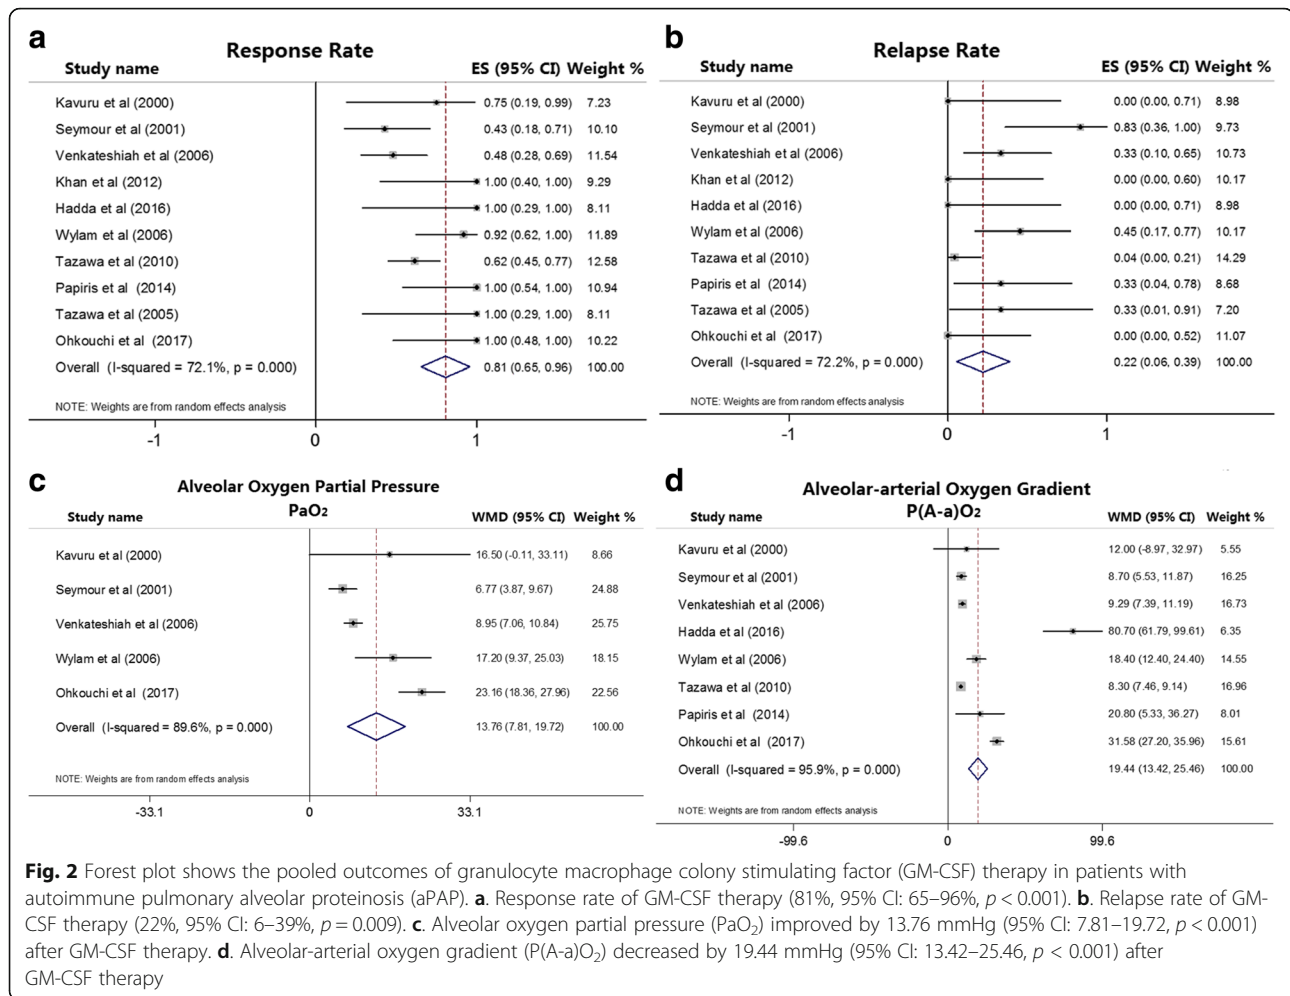 a
Response Rate
Study name ES (95% CI) Weight %
Kavuru et al (2000) 0.75 (0.19, 0.99) 7.23
Seymour et al (2001) 0.43 (0.18, 0.71) 10.10
Venkateshiah et al (2006) 0.48 (0.28, 0.69) 11.54
Khan et al (2012) 1.00 (0.40, 1.00) 9.29
Hadda et al (2016) 1.00 (0.29, 1.00) 8.11
Wylam et al (2006) 0.92 (0.62, 1.00) 11.89
Tazawa et al (2010) 0.62 (0.45, 0.77) 12.58
Papiris et al (2014) 1.00 (0.54, 1.00) 10.94
Tazawa et al (2005) 1.00 (0.29, 1.00) 8.11
Ohkouchi et al (2017) 1.00 (0.48, 1.00) 10.22
Overall (I-squared = 72.1%, p = 0.000) 0.81 (0.65, 0.96) 100.00
NOTE: Weights are from random effects analysis
-1 0 1
b
Relapse Rate
Study name ES (95% CI) Weight %
Kavuru et al (2000) 0.00 (0.00, 0.71) 8.98
Seymour et al (2001) 0.83 (0.36, 1.00) 9.73
Venkateshiah et al (2006) 0.33 (0.10, 0.65) 10.73
Khan et al (2012) 0.00 (0.00, 0.60) 10.17
Hadda et al (2016) 0.00 (0.00, 0.71) 8.98
Wylam et al (2006) 0.45 (0.17, 0.77) 10.17
Tazawa et al (2010) 0.04 (0.00, 0.21) 14.29
Papiris et al (2014) 0.33 (0.04, 0.78) 8.68
Tazawa et al (2005) 0.33 (0.01, 0.91) 7.20
Ohkouchi et al (2017) 0.00 (0.00, 0.52) 11.07
Overall (I-squared = 72.2%, p = 0.000) 0.22 (0.06, 0.39) 100.00
NOTE: Weights are from random effects analysis
-1 0 1
c
Alveolar Oxygen Partial Pressure
PaO₂
Study name WMD (95% CI) Weight %
Kavuru et al (2000) 16.50 (-0.11, 33.11) 8.66
Seymour et al (2001) 6.77 (3.87, 9.67) 24.88
Venkateshiah et al (2006) 8.95 (7.06, 10.84) 25.75
Wylam et al (2006) 17.20 (9.37, 25.03) 18.15
Ohkouchi et al (2017) 23.16 (18.36, 27.96) 22.56
Overall (I-squared = 89.6%, p = 0.000) 13.76 (7.81, 19.72) 100.00
NOTE: Weights are from random effects analysis
-33.1 0 33.1
d
Alveolar-arterial Oxygen Gradient
P(A-a)O₂
Study name WMD (95% CI) Weight %
Kavuru et al (2000) 12.00 (-8.97, 32.97) 5.55
Seymour et al (2001) 8.70 (5.53, 11.87) 16.25
Venkateshiah et al (2006) 9.29 (7.39, 11.19) 16.73
Hadda et al (2016) 80.70 (61.79, 99.61) 6.35
Wylam et al (2006) 18.40 (12.40, 24.40) 14.55
Tazawa et al (2010) 8.30 (7.46, 9.14) 16.96
Papiris et al (2014) 20.80 (5.33, 36.27) 8.01
Ohkouchi et al (2017) 31.58 (27.20, 35.96) 15.61
Overall (I-squared = 95.9%, p = 0.000) 19.44 (13.42, 25.46) 100.00
NOTE: Weights are from random effects analysis
-99.6 0 99.6
Fig. 2 Forest plot shows the pooled outcomes of granulocyte macrophage colony stimulating factor (GM-CSF) therapy in patients with
autoimmune pulmonary alveolar proteinosis (aPAP). a. Response rate of GM-CSF therapy (81%, 95% CI: 65–96%, p < 0.001). b. Relapse rate of GM-
CSF therapy (22%, 95% CI: 6–39%, p = 0.009). c. Alveolar oxygen partial pressure (PaO₂) improved by 13.76 mmHg (95% CI: 7.81–19.72, p < 0.001)
after GM-CSF therapy. d. Alveolar-arterial oxygen gradient (P(A-a)O₂) decreased by 19.44 mmHg (95% CI: 13.42–25.46, p < 0.001) after
GM-CSF therapy